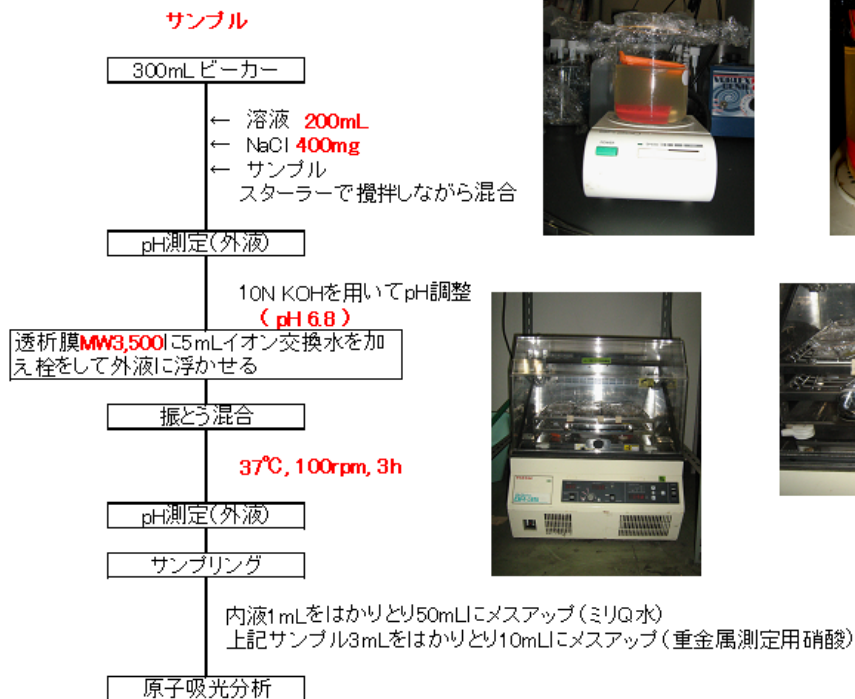 サンプル
300mL ビーカー
← 溶液 200mL
← NaCl 400mg
← サンプル
スターラーで攪拌しながら混合
pH測定(外液)
10N KOHを用いてpH調整
( pH 6.8 )
透析膜MW3,500に5mLイオン交換水を加
え栓をして外液に浮かせる
振とう混合
37℃, 100rpm, 3h
pH測定(外液)
サンプリング
内液1mLをはかりとり50mLにメスアップ(ミリQ水)
上記サンプル3mLをはかりとり10mLにメスアップ(重金属測定用硝酸)
原子吸光分析